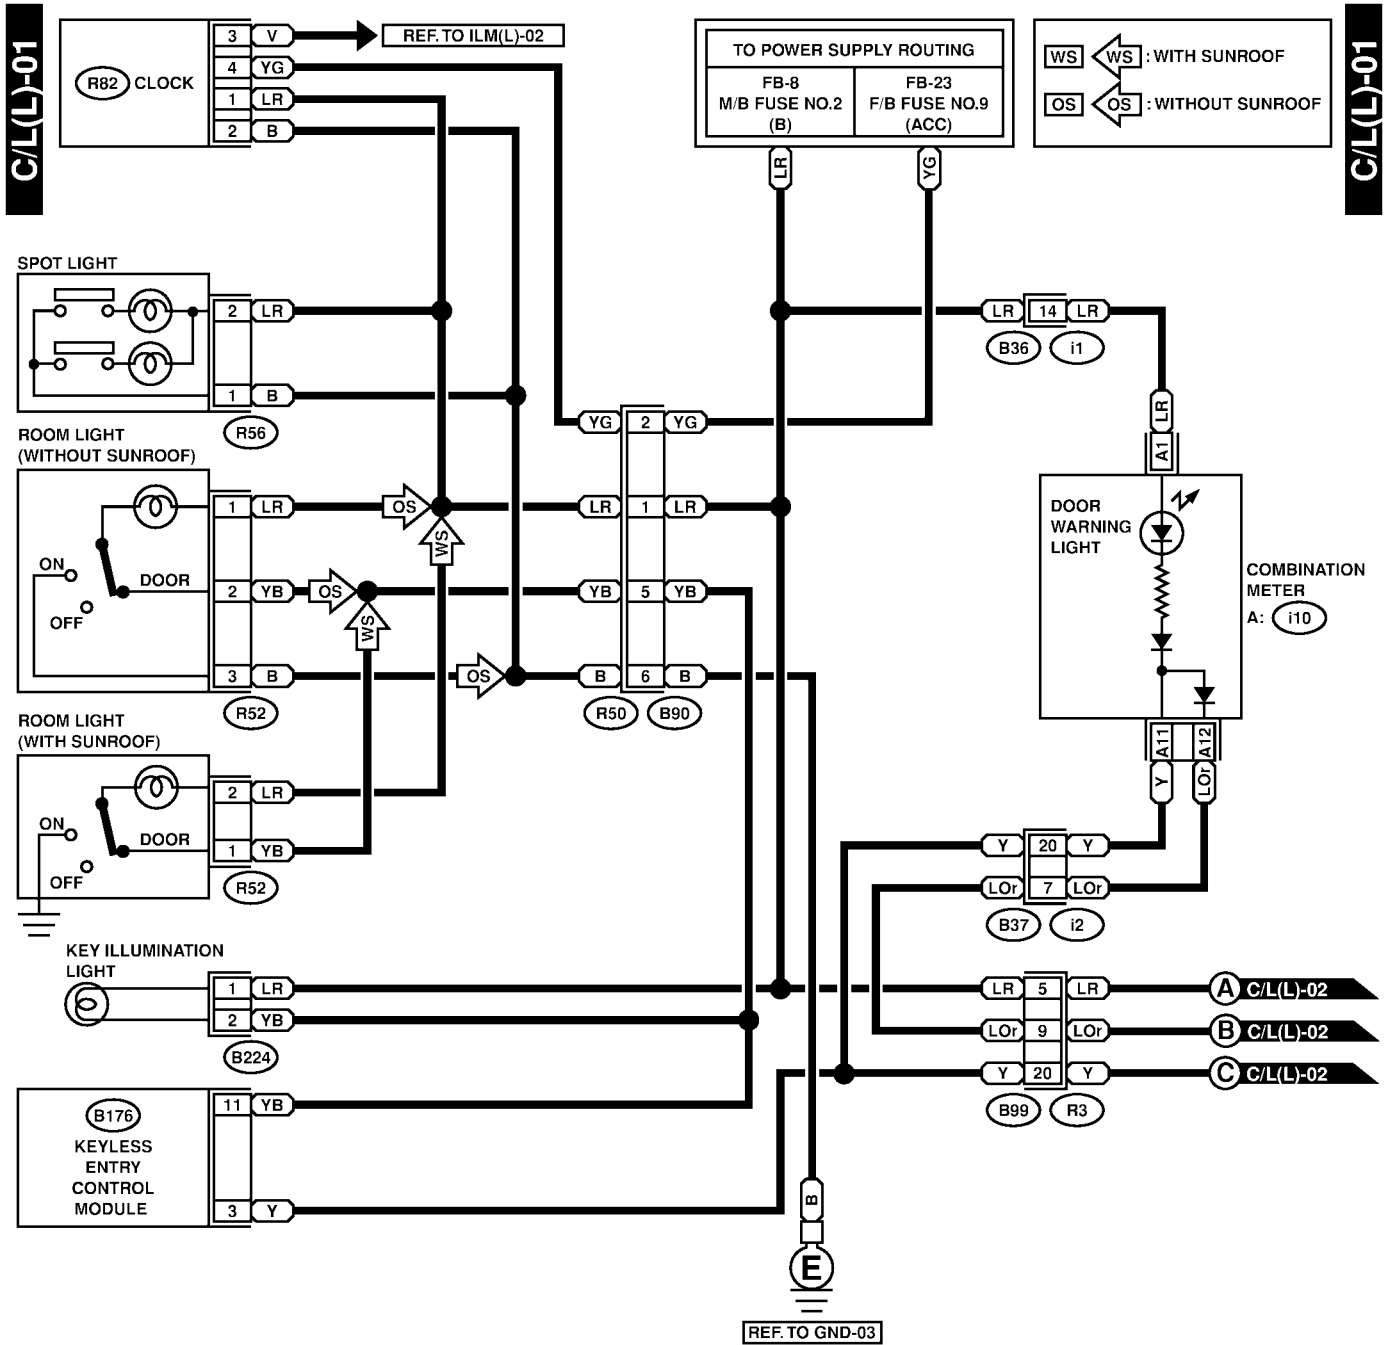 C/L(L)-01
C/L(L)-01
R82 CLOCK
3 V
4 YG
1 LR
2 B
REF. TO ILM(L)-02
TO POWER SUPPLY ROUTING
FB-8
M/B FUSE NO.2
(B)
FB-23
F/B FUSE NO.9
(ACC)
LR
YG
WS WS : WITH SUNROOF
OS OS : WITHOUT SUNROOF
SPOT LIGHT
2 LR
1 B
R56
LR 14 LR
B36 i1
LR
A1
YG 2 YG
ROOM LIGHT
(WITHOUT SUNROOF)
1 LR OS LR 1 LR
WS
ON
DOOR
OFF
2 YB OS YB 5 YB
WS
3 B OS B 6 B
R52
R50 B90
DOOR
WARNING
LIGHT
COMBINATION
METER
A: i10
A11 A12
Y LOr
ROOM LIGHT
(WITH SUNROOF)
2 LR
ON
DOOR
OFF
1 YB
R52
Y 20 Y
LOr 7 LOr
B37 i2
KEY ILLUMINATION
LIGHT
1 LR
2 YB
B224
LR 5 LR A C/L(L)-02
LOr 9 LOr B C/L(L)-02
Y 20 Y C C/L(L)-02
B99 R3
B176
KEYLESS
ENTRY
CONTROL
MODULE
11 YB
3 Y
B
E
REF. TO GND-03